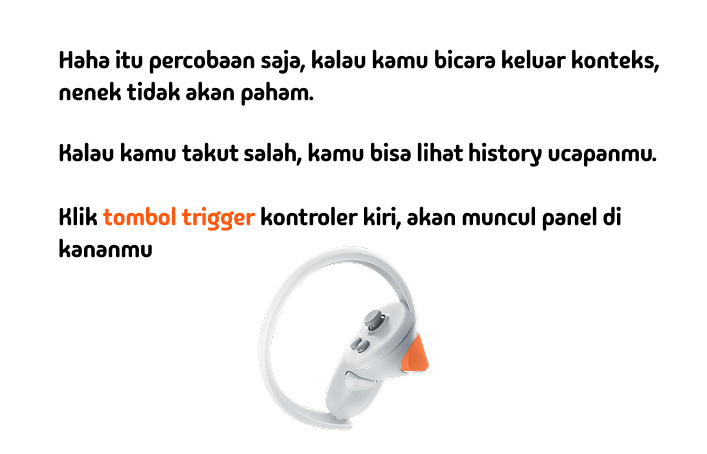 Haha itu percobaan saja, kalau kamu bicara keluar konteks,
nenek tidak akan paham.
Kalau kamu takut salah, kamu bisa lihat history ucapanmu.
Klik tombol trigger kontroler kiri, akan muncul panel di
kananmu